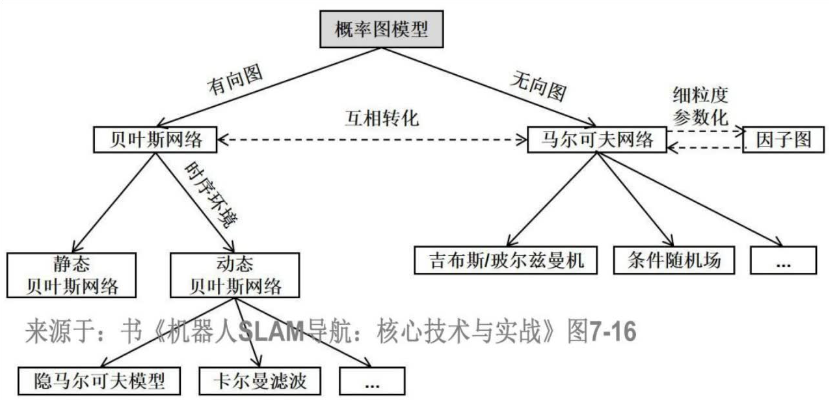 概率图模型
有向图
无向图
细粒度
参数化
互相转化
贝叶斯网络
马尔可夫网络
因子图
时序环境
静态
贝叶斯网络
动态
贝叶斯网络
吉布斯/玻尔兹曼机
条件随机场
...
来源于：书《机器人SLAM导航：核心技术与实战》图7-16
隐马尔可夫模型
卡尔曼滤波
...